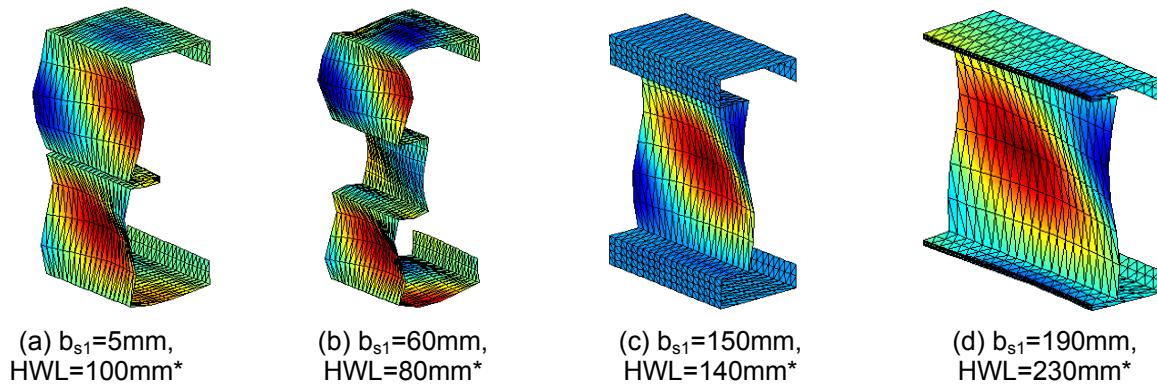 (a) bs1=5mm,
HWL=100mm*
(b) bs1=60mm,
HWL=80mm*
(c) bs1=150mm,
HWL=140mm*
(d) bs1=190mm,
HWL=230mm*